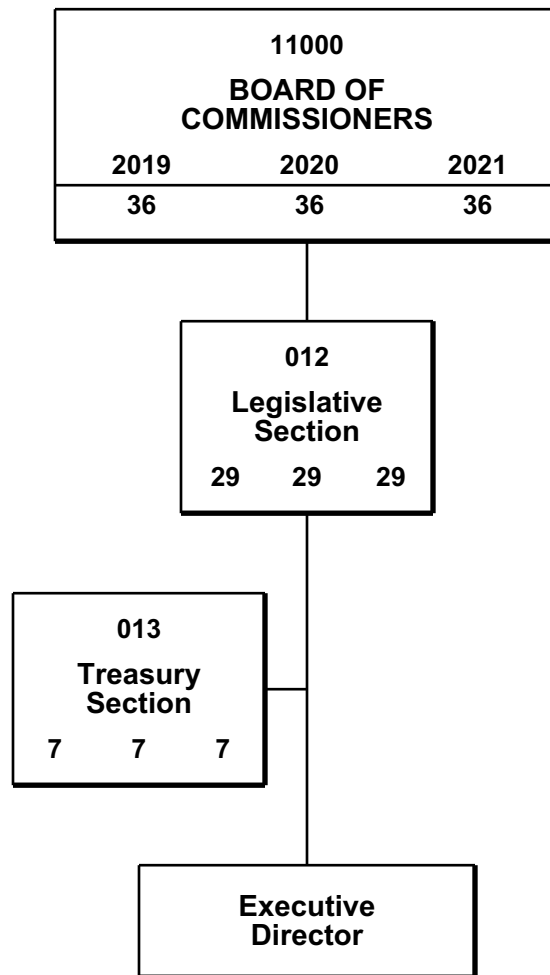 11000
BOARD OF
COMMISSIONERS
2019 2020 2021
36 36 36
012
Legislative
Section
29 29 29
013
Treasury
Section
7 7 7
Executive
Director